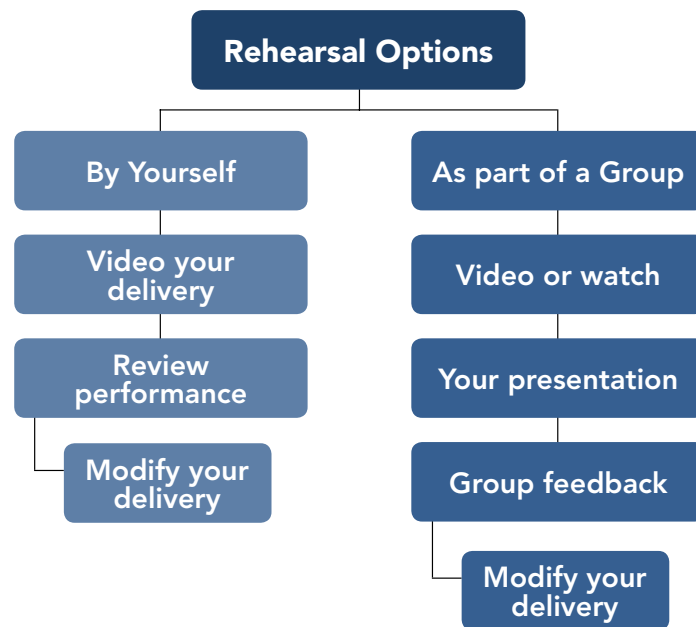 Rehearsal Options
By Yourself
Video your
delivery
Review
performance
Modify your
delivery
As part of a Group
Video or watch
Your presentation
Group feedback
Modify your
delivery